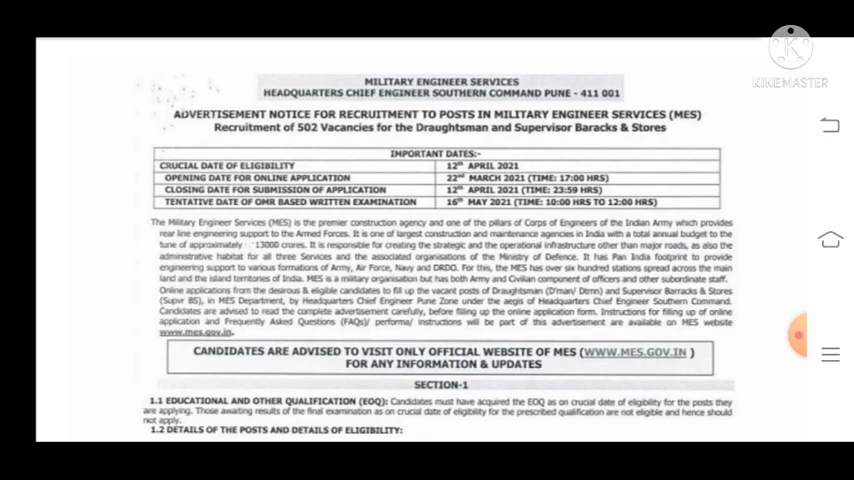 KINEMASTER
MILITARY ENGINEER SERVICES
HEADQUARTERS CHIEF ENGINEER SOUTHERN COMMAND PUNE - 411 001
ADVERTISEMENT NOTICE FOR RECRUITMENT TO POSTS IN MILITARY ENGINEER SERVICES (MES)
Recruitment of 502 Vacancies for the Draughtsman and Supervisor Baracks & Stores
IMPORTANT DATES:-
CRUCIAL DATE OF ELIGIBILITY 12th APRIL 2021
OPENING DATE FOR ONLINE APPLICATION 22nd MARCH 2021 (TIME: 17:00 HRS)
CLOSING DATE FOR SUBMISSION OF APPLICATION 12th APRIL 2021 (TIME: 23:59 HRS)
TENTATIVE DATE OF OMR BASED WRITTEN EXAMINATION 16th MAY 2021 (TIME: 10:00 HRS TO 12:00 HRS)
The Military Engineer Services (MES) is the premier construction agency and one of the pillars of Corps of Engineers of the Indian Army which provides
rear line engineering support to the Armed Forces. It is one of largest construction and maintenance agencies in India with a total annual budget to the
tune of approximately 13000 crores. It is responsible for creating the strategic and the operational infrastructure other than major roads, as also the
administrative habitat for all three Services and the associated organisations of the Ministry of Defence. It has Pan India footprint to provide
engineering support to various formations of Army, Air Force, Navy and DRDO. For this, the MES has over six hundred stations spread across the main
land and the island territories of India. MES is a military organisation but has both Army and Civilian component of officers and other subordinate staff.
Online applications from the desirous & eligible candidates to fill up the vacant posts of Draughtsman (D'man/ Dtmn) and Supervisor Barracks & Stores
(Supvr BS), in MES Department, by Headquarters Chief Engineer Pune Zone under the aegis of Headquarters Chief Engineer Southern Command.
Candidates are advised to read the complete advertisement carefully, before filling up the online application form. Instructions for filling up of online
application and Frequently Asked Questions (FAQs)/ performa/ instructions will be part of this advertisement are available on MES website
www.mes.gov.in.
CANDIDATES ARE ADVISED TO VISIT ONLY OFFICIAL WEBSITE OF MES (WWW.MES.GOV.IN )
FOR ANY INFORMATION & UPDATES
SECTION-1
1.1 EDUCATIONAL AND OTHER QUALIFICATION (EOQ): Candidates must have acquired the EOQ as on crucial date of eligibility for the posts they
are applying. Those awaiting results of the final examination as on crucial date of eligibility for the prescribed qualification are not eligible and hence should
not apply.
1.2 DETAILS OF THE POSTS AND DETAILS OF ELIGIBILITY: